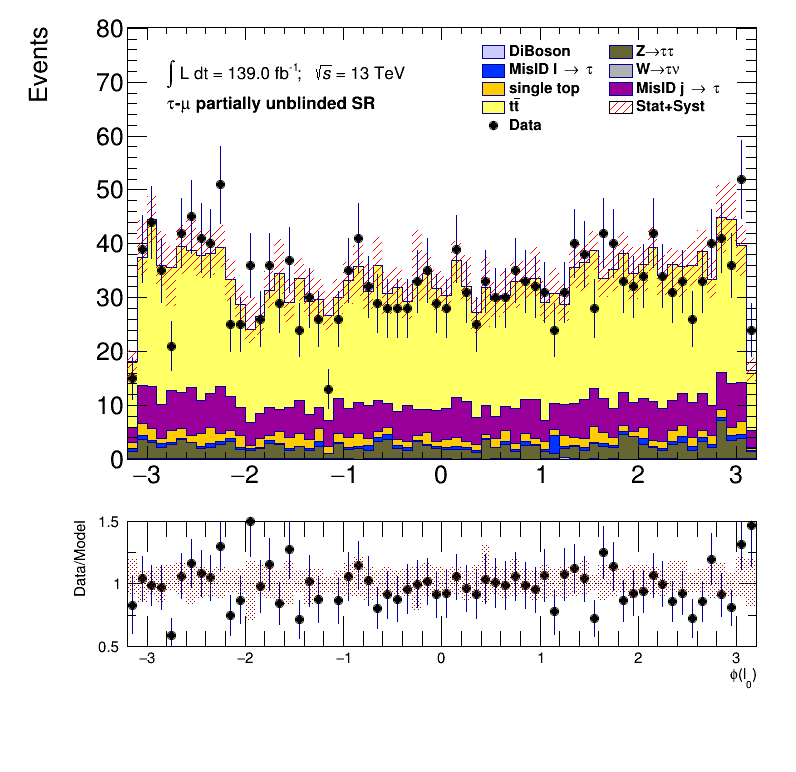 Events
80
70
60
50
40
30
20
10
0
∫ L dt = 139.0 fb⁻¹; √s = 13 TeV
τ-μ partially unblinded SR
DiBoson
MisID l → τ
single top
tt̄
Data
Z→ττ
W→τν
MisID j → τ
Stat+Syst
−3 −2 −1 0 1 2 3
Data/Model
1.5
1
0.5
−3 −2 −1 0 1 2 3
ϕ(l₀)